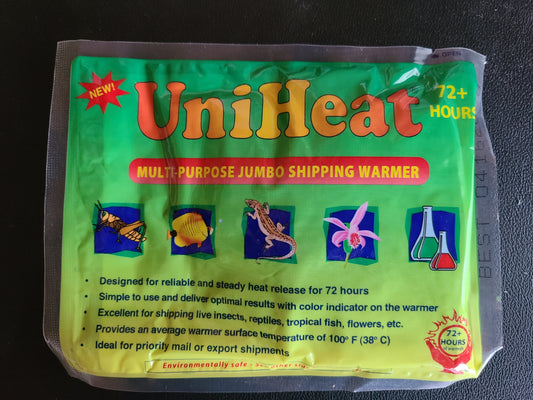 NEW!
UniHeat
72+
HOURS
MULTI-PURPOSE JUMBO SHIPPING WARMER
• Designed for reliable and steady heat release for 72 hours
• Simple to use and deliver optimal results with color indicator on the warmer
• Excellent for shipping live insects, reptiles, tropical fish, flowers, etc.
• Provides an average warmer surface temperature of 100° F (38° C)
• Ideal for priority mail or export shipments
Environmentally safe -
72+
HOURS
BEST